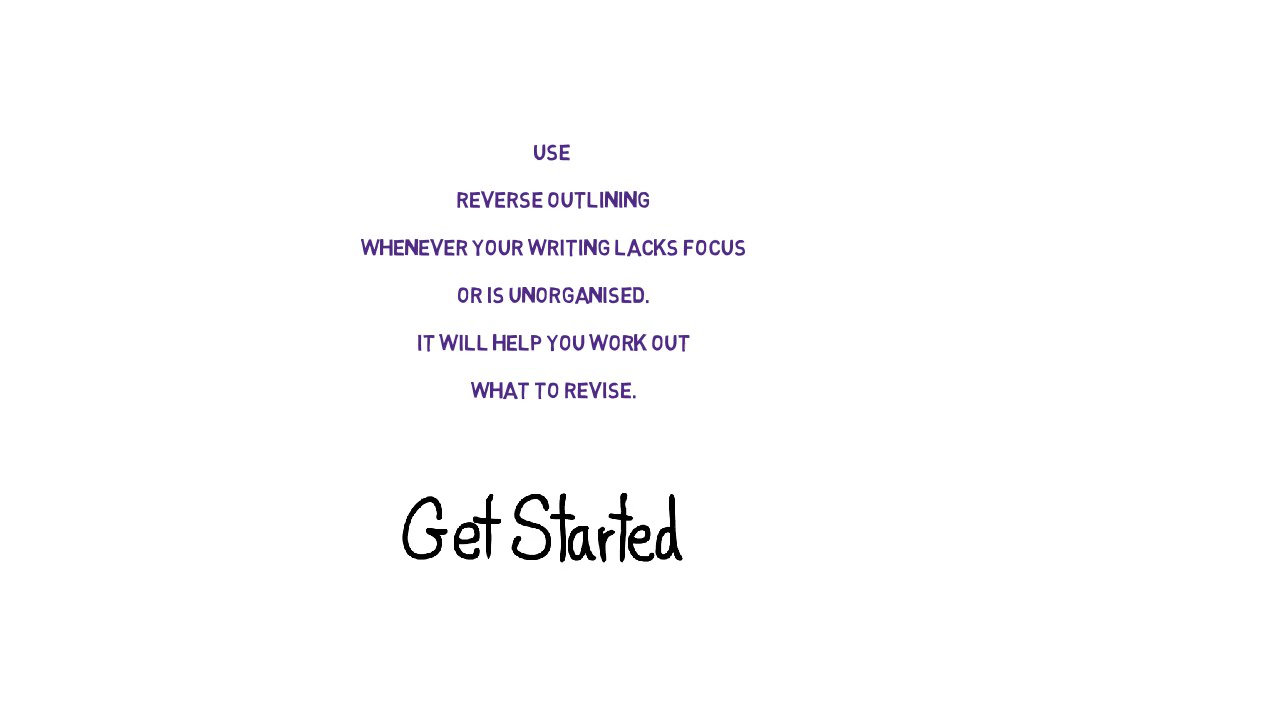 USE
REVERSE OUTLINING
WHENEVER YOUR WRITING LACKS FOCUS
OR IS UNORGANISED.
IT WILL HELP YOU WORK OUT
WHAT TO REVISE.
Get Started